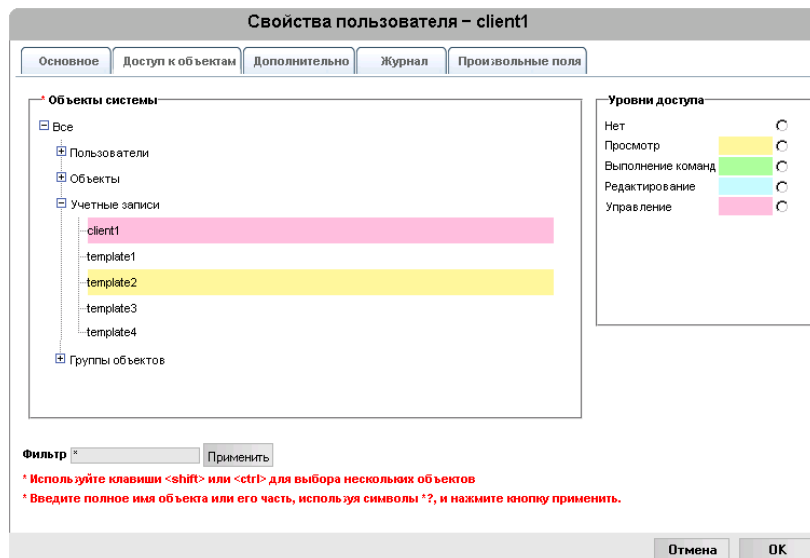 Свойства пользователя – client1
Основное Доступ к объектам Дополнительно Журнал Произвольные поля
* Объекты системы
Уровни доступа
Все
Нет
Пользователи
Просмотр
Выполнение команд
Объекты
Редактирование
Учетные записи
Управление
client1
template1
template2
template3
template4
Группы объектов
Фильтр * Применить
* Используйте клавиши <shift> или <ctrl> для выбора нескольких объектов
* Введите полное имя объекта или его часть, используя символы *?, и нажмите кнопку применить.
Отмена OK